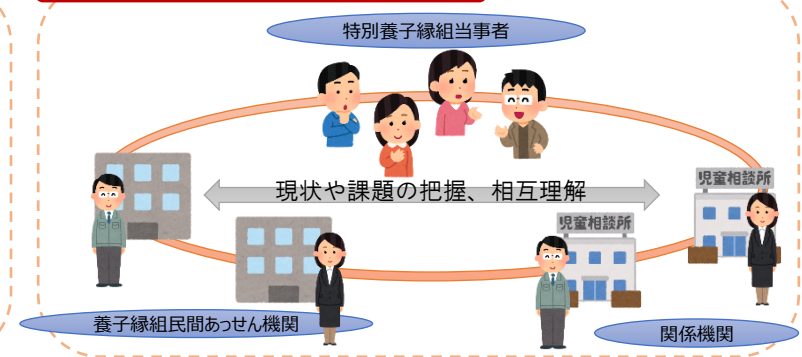 特別養子縁組当事者
児童相談所
現状や課題の把握、相互理解
児童相談所
養子縁組民間あっせん機関
関係機関